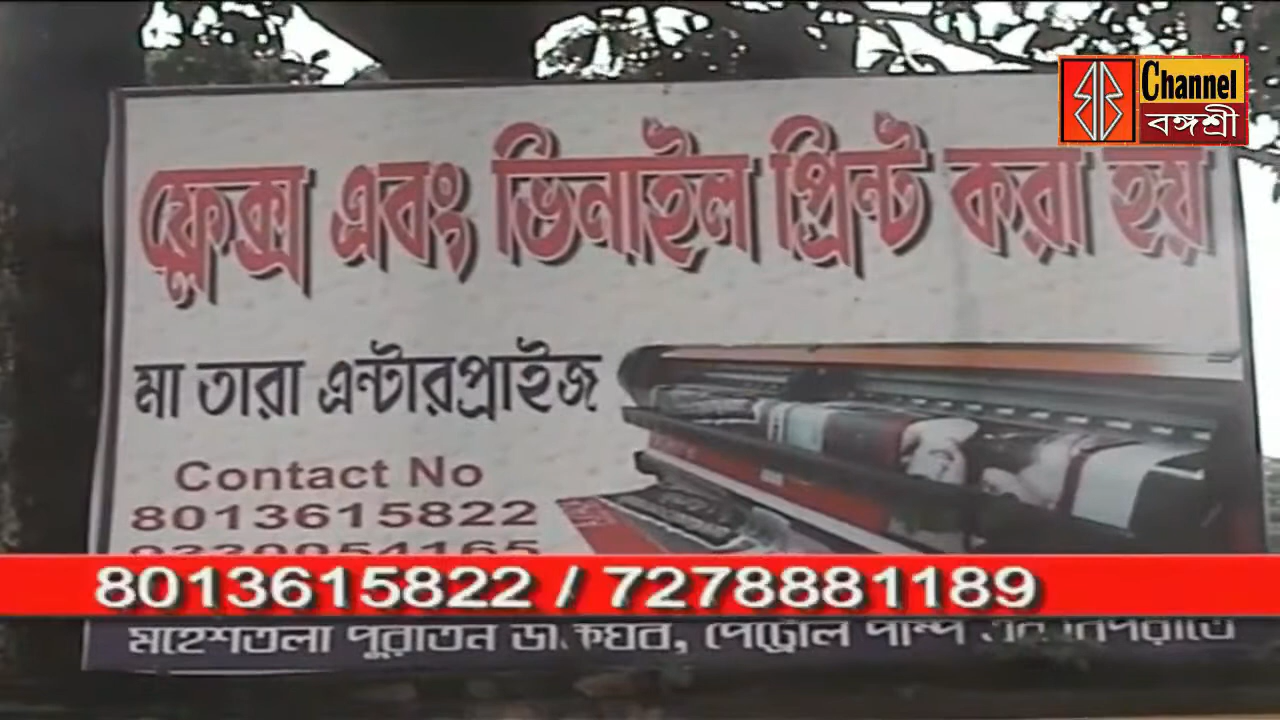 Channel
বঙ্গশ্রী
ফ্লেক্স এবং ভিনাইল প্রিন্ট করা হয়
মা তারা এন্টারপ্রাইজ
Contact No
8013615822
8013615822 / 7278881189
মহেশতলা পুরাতন ডাকঘর, পেট্রোল পাম্প